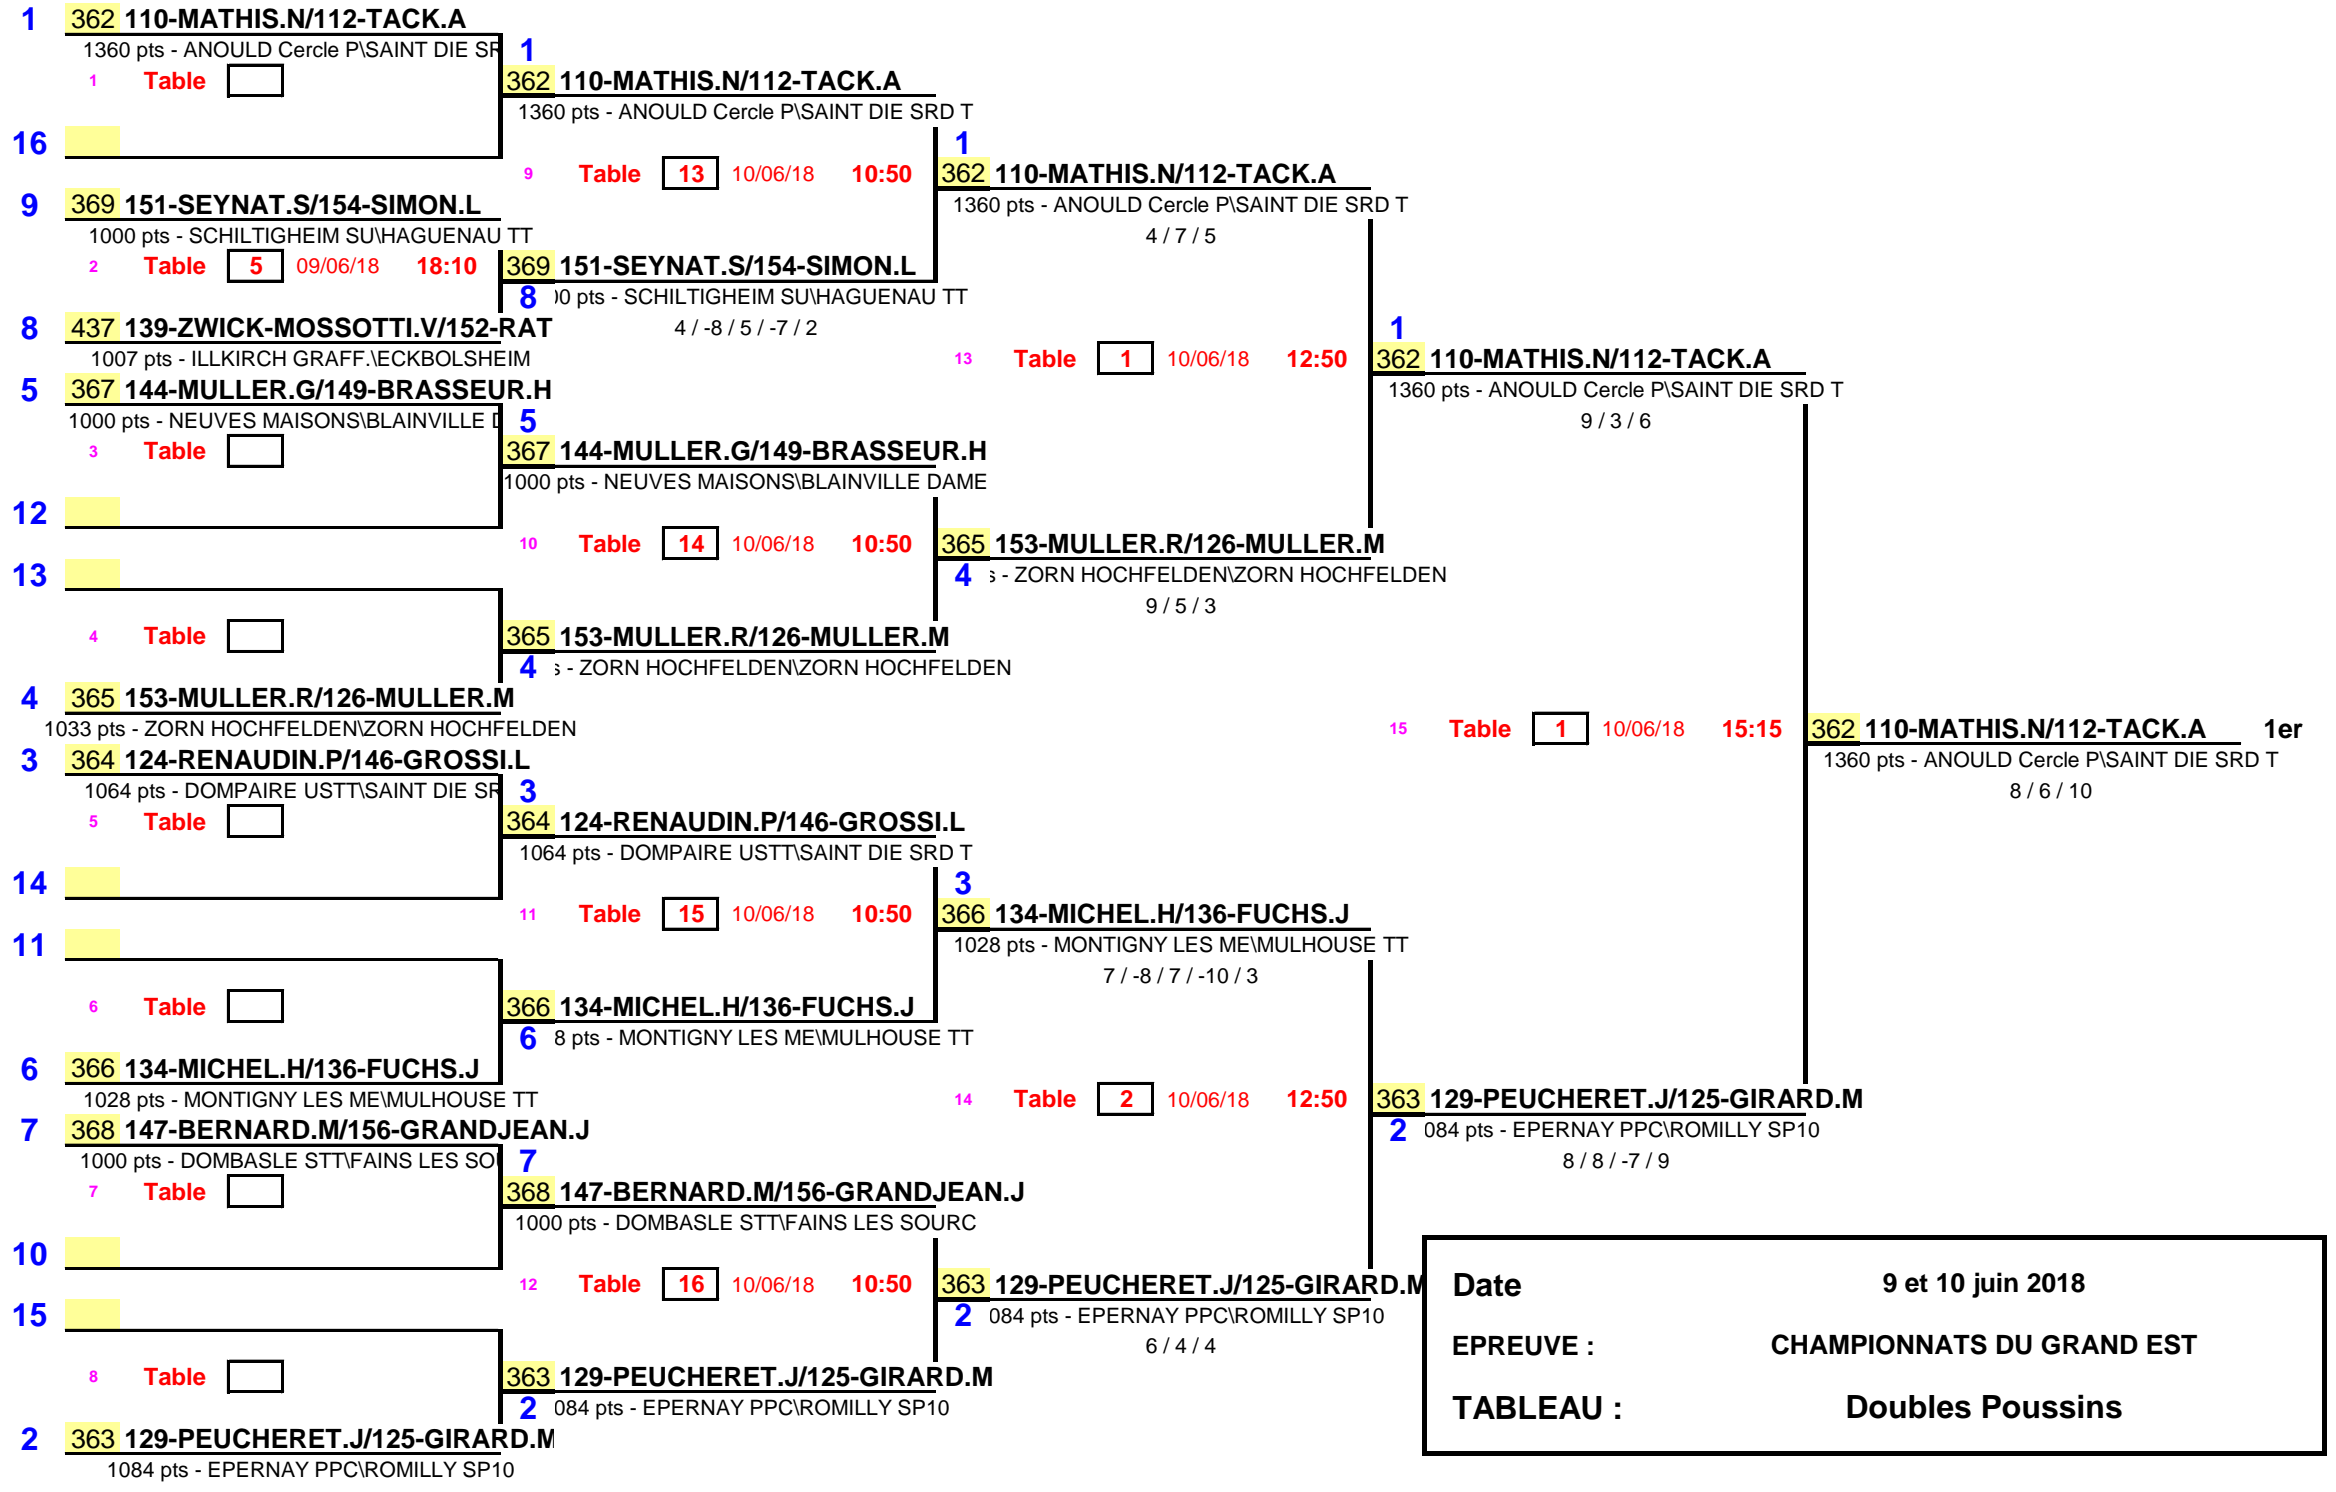 1 362 110-MATHIS.N/112-TACK.A
1360 pts - ANOULD Cercle P\SAINT DIE SR
1 Table
16
9 369 151-SEYNAT.S/154-SIMON.L
1000 pts - SCHILTIGHEIM SU\HAGUENAU TT
2 Table 5 09/06/18 18:10
8 437 139-ZWICK-MOSSOTTI.V/152-RAT
1007 pts - ILLKIRCH GRAFF.\ECKBOLSHEIM
5 367 144-MULLER.G/149-BRASSEUR.H
1000 pts - NEUVES MAISONS\BLAINVILLE D
3 Table
12
13
4 Table
4 365 153-MULLER.R/126-MULLER.M
1033 pts - ZORN HOCHFELDEN\ZORN HOCHFELDEN
3 364 124-RENAUDIN.P/146-GROSSI.L
1064 pts - DOMPAIRE USTT\SAINT DIE SR
5 Table
14
11
6 Table
6 366 134-MICHEL.H/136-FUCHS.J
1028 pts - MONTIGNY LES ME\MULHOUSE TT
7 368 147-BERNARD.M/156-GRANDJEAN.J
1000 pts - DOMBASLE STT\FAINS LES SOU
7 Table
10
15
8 Table
2 363 129-PEUCHERET.J/125-GIRARD.M
1084 pts - EPERNAY PPC\ROMILLY SP10
1
362 110-MATHIS.N/112-TACK.A
1360 pts - ANOULD Cercle P\SAINT DIE SRD T
9 Table 13 10/06/18 10:50
369 151-SEYNAT.S/154-SIMON.L
8 00 pts - SCHILTIGHEIM SU\HAGUENAU TT
4 / -8 / 5 / -7 / 2
5
367 144-MULLER.G/149-BRASSEUR.H
1000 pts - NEUVES MAISONS\BLAINVILLE DAME
10 Table 14 10/06/18 10:50
365 153-MULLER.R/126-MULLER.M
4 s - ZORN HOCHFELDEN\ZORN HOCHFELDEN
3
364 124-RENAUDIN.P/146-GROSSI.L
1064 pts - DOMPAIRE USTT\SAINT DIE SRD T
11 Table 15 10/06/18 10:50
366 134-MICHEL.H/136-FUCHS.J
6 8 pts - MONTIGNY LES ME\MULHOUSE TT
7
368 147-BERNARD.M/156-GRANDJEAN.J
1000 pts - DOMBASLE STT\FAINS LES SOURC
12 Table 16 10/06/18 10:50
363 129-PEUCHERET.J/125-GIRARD.M
2 084 pts - EPERNAY PPC\ROMILLY SP10
1
362 110-MATHIS.N/112-TACK.A
1360 pts - ANOULD Cercle P\SAINT DIE SRD T
4 / 7 / 5
13 Table 1 10/06/18 12:50
365 153-MULLER.R/126-MULLER.M
4 s - ZORN HOCHFELDEN\ZORN HOCHFELDEN
9 / 5 / 3
3
366 134-MICHEL.H/136-FUCHS.J
1028 pts - MONTIGNY LES ME\MULHOUSE TT
7 / -8 / 7 / -10 / 3
14 Table 2 10/06/18 12:50
363 129-PEUCHERET.J/125-GIRARD.M
2 084 pts - EPERNAY PPC\ROMILLY SP10
6 / 4 / 4
1
362 110-MATHIS.N/112-TACK.A
1360 pts - ANOULD Cercle P\SAINT DIE SRD T
9 / 3 / 6
15 Table 1 10/06/18 15:15
363 129-PEUCHERET.J/125-GIRARD.M
2 084 pts - EPERNAY PPC\ROMILLY SP10
8 / 8 / -7 / 9
362 110-MATHIS.N/112-TACK.A 1er
1360 pts - ANOULD Cercle P\SAINT DIE SRD T
8 / 6 / 10
Date 9 et 10 juin 2018
EPREUVE : CHAMPIONNATS DU GRAND EST
TABLEAU : Doubles Poussins